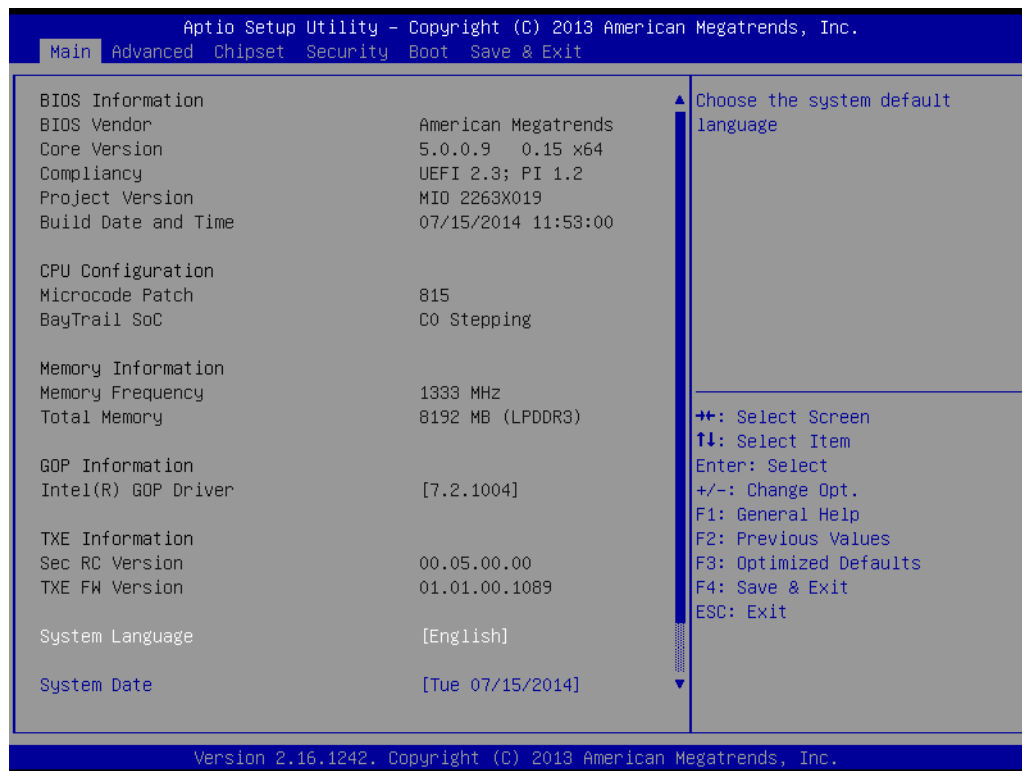 Aptio Setup Utility – Copyright (C) 2013 American Megatrends, Inc.
Main Advanced Chipset Security Boot Save & Exit
BIOS Information
BIOS Vendor American Megatrends
Core Version 5.0.0.9 0.15 x64
Compliancy UEFI 2.3; PI 1.2
Project Version MIO 2263X019
Build Date and Time 07/15/2014 11:53:00
CPU Configuration
Microcode Patch 815
BayTrail SoC C0 Stepping
Memory Information
Memory Frequency 1333 MHz
Total Memory 8192 MB (LPDDR3)
GOP Information
Intel(R) GOP Driver [7.2.1004]
TXE Information
Sec RC Version 00.05.00.00
TXE FW Version 01.01.00.1089
System Language [English]
System Date [Tue 07/15/2014]
Choose the system default
language
→←: Select Screen
↑↓: Select Item
Enter: Select
+/-: Change Opt.
F1: General Help
F2: Previous Values
F3: Optimized Defaults
F4: Save & Exit
ESC: Exit
Version 2.16.1242. Copyright (C) 2013 American Megatrends, Inc.